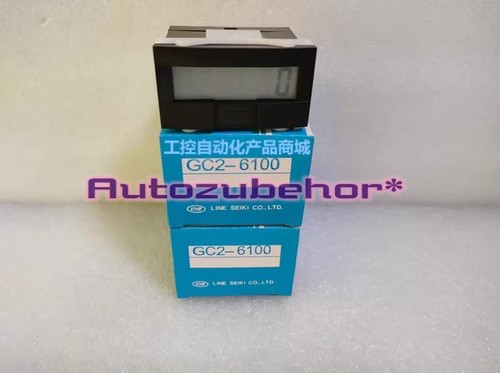 0
工控自动化产品商城
GC2-6100
Autozubehor*
LINE SEIKI CO.,LTD.
GC2-6100
LINE SEIKI CO.,LTD.